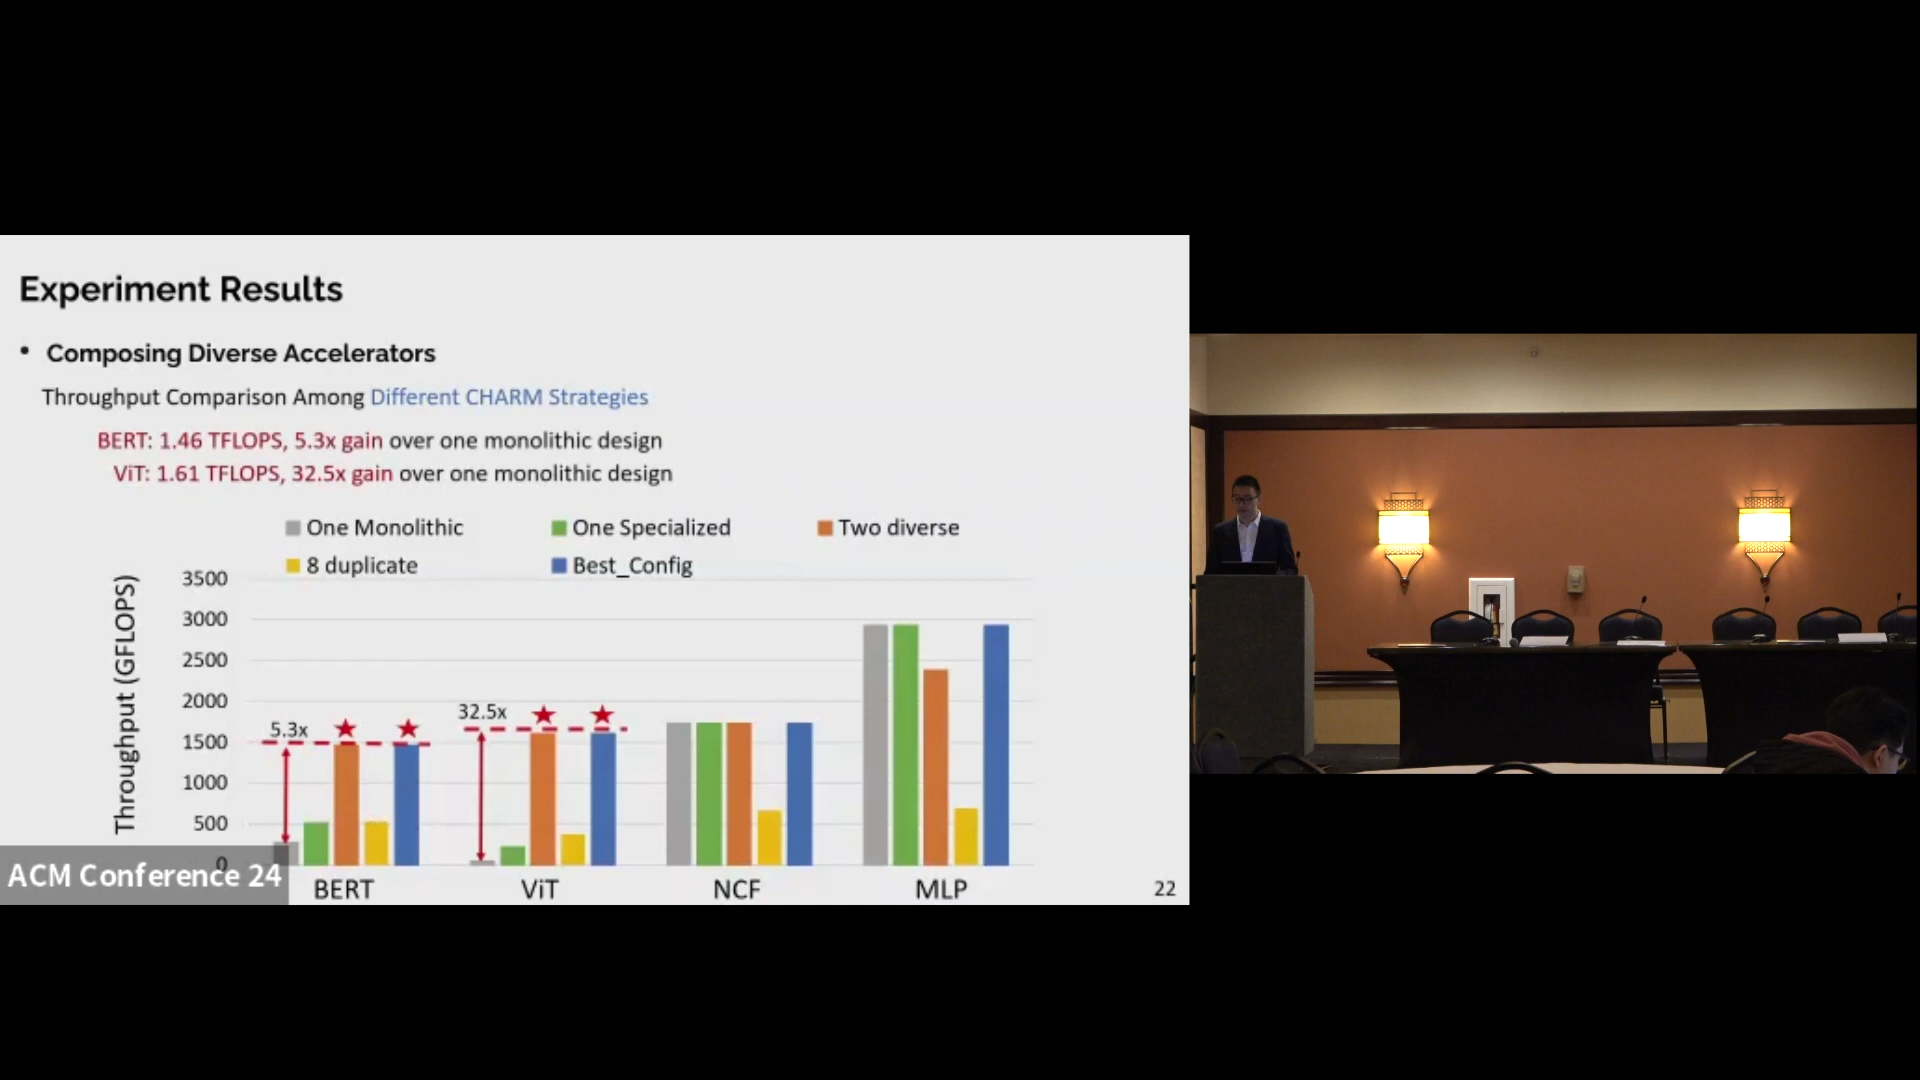 Experiment Results
• Composing Diverse Accelerators
Throughput Comparison Among Different CHARM Strategies
BERT: 1.46 TFLOPS, 5.3x gain over one monolithic design
ViT: 1.61 TFLOPS, 32.5x gain over one monolithic design
One Monolithic
One Specialized
Two diverse
8 duplicate
Best_Config
Throughput (GFLOPS)
3500
3000
2500
2000
1500
1000
500
0
5.3x
32.5x
BERT
ViT
NCF
MLP
22
ACM Conference 24